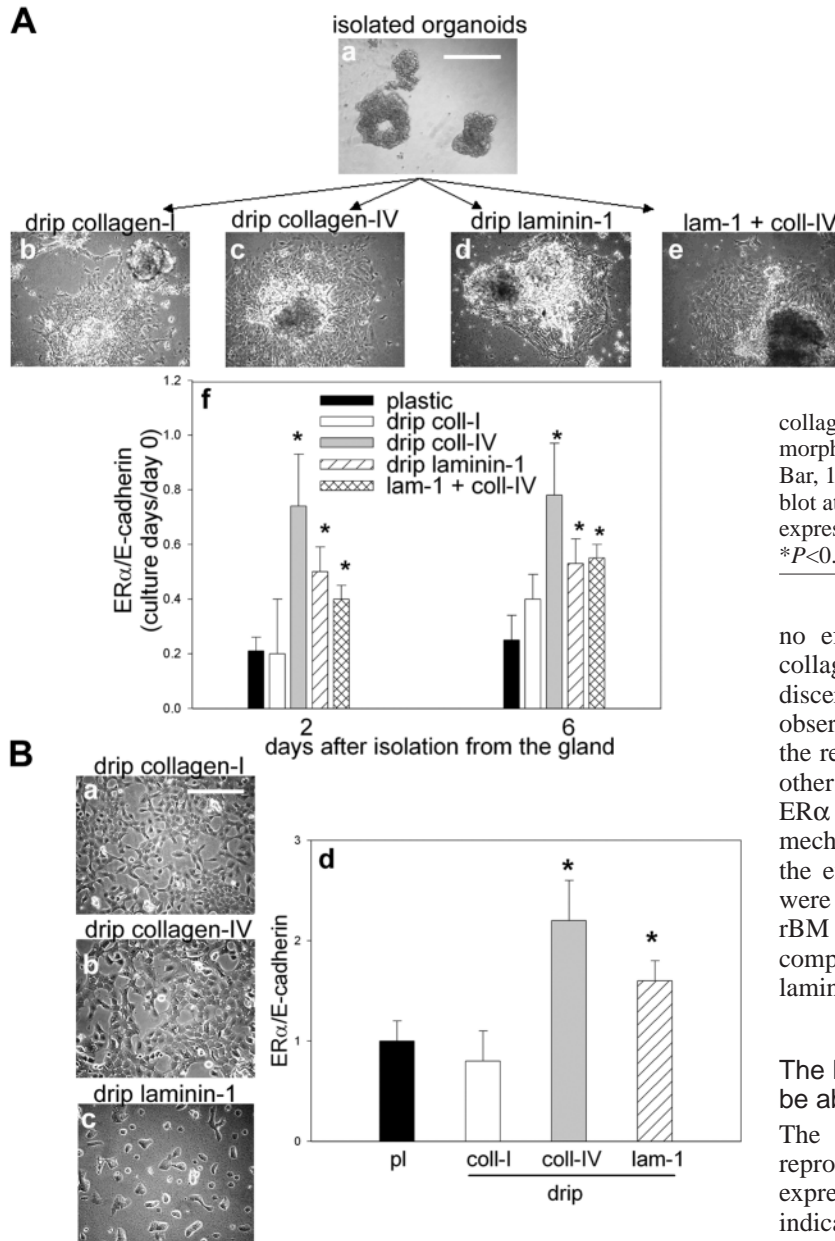 A
isolated organoids
a
drip collagen-I
drip collagen-IV
drip laminin-1
lam-1 + coll-IV
b
c
d
e
f
1.2
1.0
0.8
0.6
0.4
0.2
0.0
ERα/E-cadherin
(culture days/day 0)
plastic
drip coll-I
drip coll-IV
drip laminin-1
lam-1 + coll-IV
* * *
* * *
2 6
days after isolation from the gland
B
drip collagen-I
a
drip collagen-IV
b
drip laminin-1
c
d
3
2
1
0
ERα/E-cadherin
* *
pl coll-I coll-IV lam-1
drip
collag
morph
Bar, 1
blot at
expres
*P<0.
no ex
collag
discer
obser
the re
other
ERα
mech
the e
were
rBM
comp
lamin
The
be ab
The
repro
expre
indica